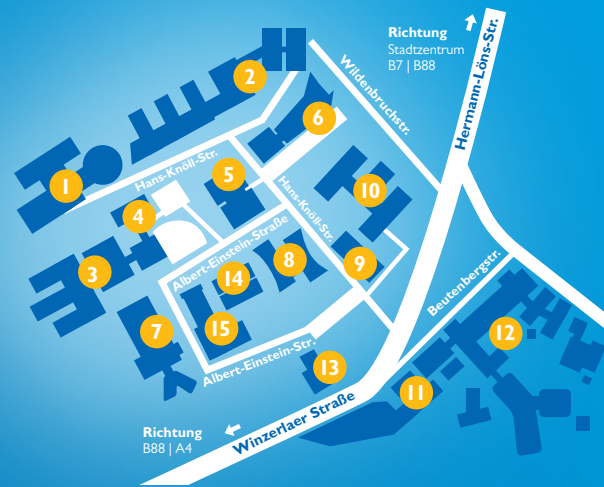 Richtung
Stadtzentrum
B7 | B88
Hermann-Löns-Str.
Wildenbruchstr.
2
6
Hans-Knöll-Str.
1
5
4
Hans-Knöll-Str.
10
Albert-Einstein-Straße
3
14
8
9
Beutenbergstr.
7
15
12
Albert-Einstein-Str.
13
11
Winzerlaer Straße
Richtung
B88 | A4